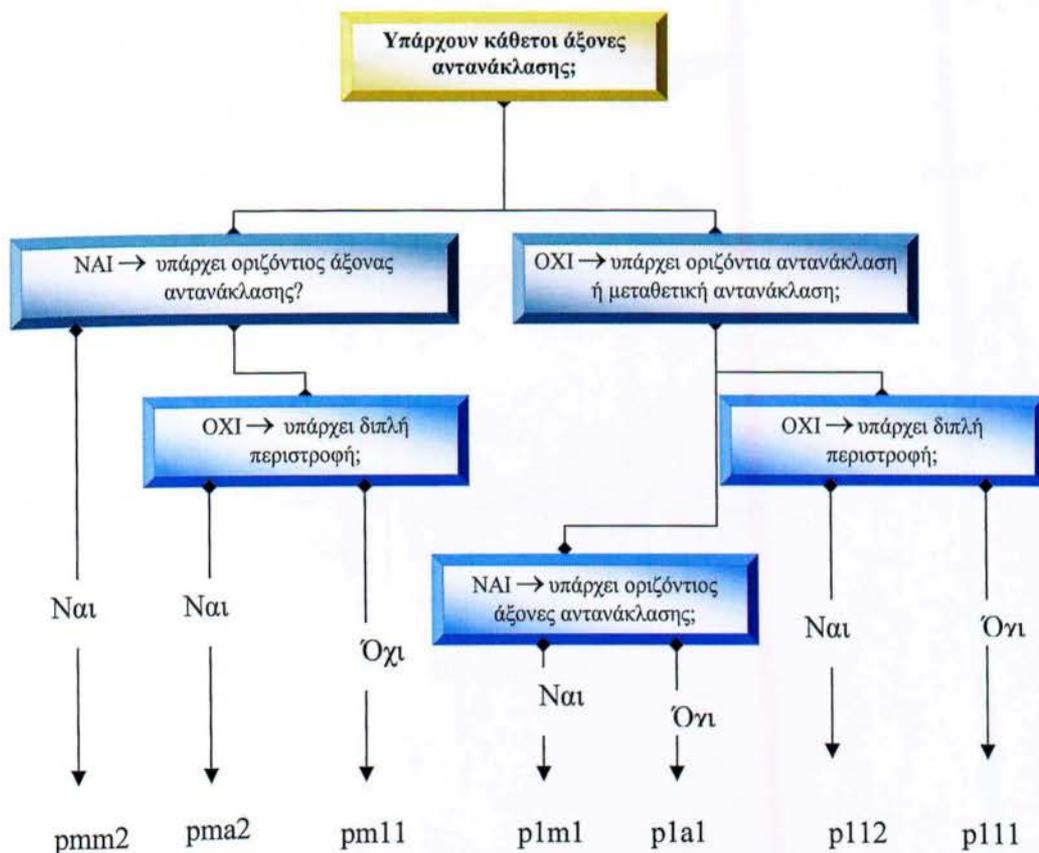 Υπάρχουν κάθετοι άξονες
αντανάκλασης;
ΝΑΙ → υπάρχει οριζόντιος άξονας
αντανάκλασης?
ΟΧΙ → υπάρχει οριζόντια αντανάκλαση
ή μεταθετική αντανάκλαση;
ΟΧΙ → υπάρχει διπλή
περιστροφή;
ΟΧΙ → υπάρχει διπλή
περιστροφή;
ΝΑΙ → υπάρχει οριζόντιος
άξονες αντανάκλασης;
Ναι
Ναι
Όχι
Ναι
Όγι
Ναι
Όγι
pmm2
pma2
pm11
p1m1
p1a1
p112
p111